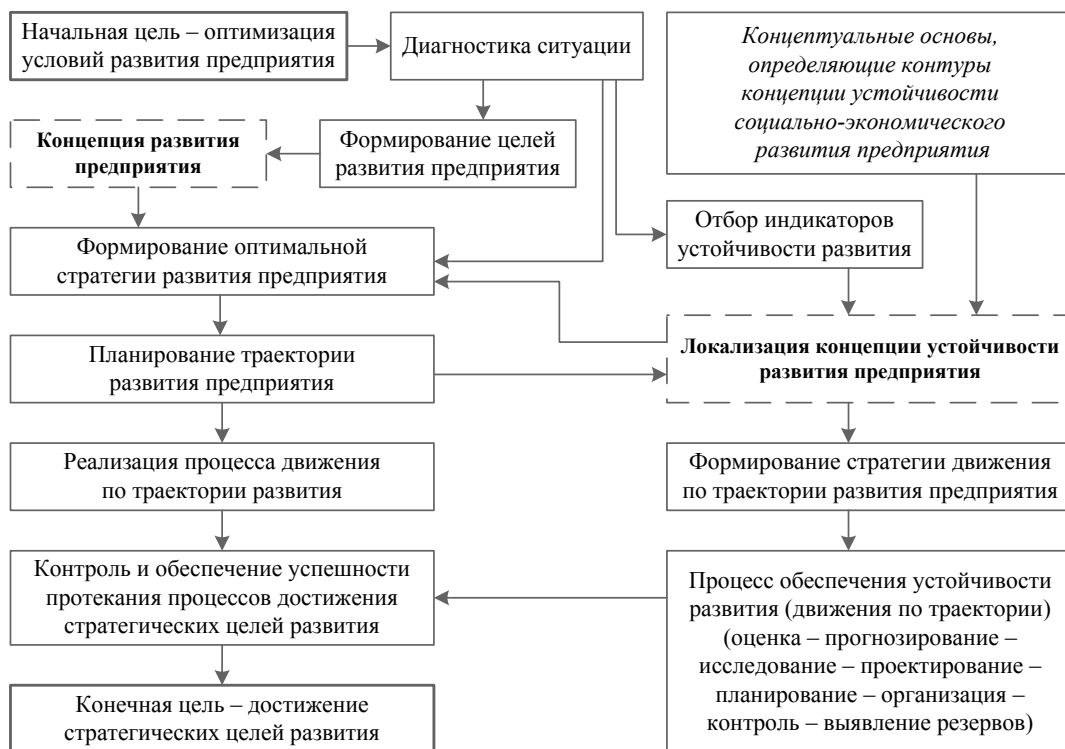 Начальная цель – оптимизация
условий развития предприятия
Диагностика ситуации
Концептуальные основы,
определяющие контуры
концепции устойчивости
социально-экономического
развития предприятия
Концепция развития
предприятия
Формирование целей
развития предприятия
Формирование оптимальной
стратегии развития предприятия
Отбор индикаторов
устойчивости развития
Планирование траектории
развития предприятия
Локализация концепции устойчивости
развития предприятия
Реализация процесса движения
по траектории развития
Формирование стратегии движения
по траектории развития предприятия
Контроль и обеспечение успешности
протекания процессов достижения
стратегических целей развития
Процесс обеспечения устойчивости
развития (движения по траектории)
(оценка – прогнозирование –
исследование – проектирование –
планирование – организация –
контроль – выявление резервов)
Конечная цель – достижение
стратегических целей развития